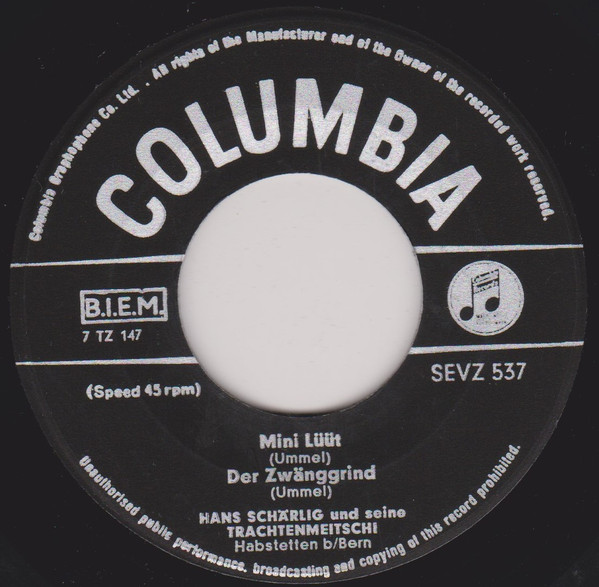 Columbia Graphophone Co. Ltd. · All rights of the Manufacturer and of the Owner of the recorded work reserved.
COLUMBIA
B.I.E.M.
7 TZ 147
SEVZ 537
(Speed 45 rpm)
Mini Lüüt
(Ummel)
Der Zwänggrind
(Ummel)
HANS SCHÄRLIG und seine
TRACHTENMEITSCHI
Habstetten b/Bern
Unauthorised public performance, broadcasting and copying of this record prohibited.